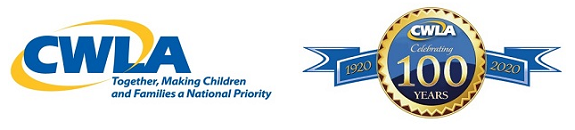 CWLA
Together, Making Children
and Families a National Priority
CWLA
Celebrating
1920 100 2020
YEARS